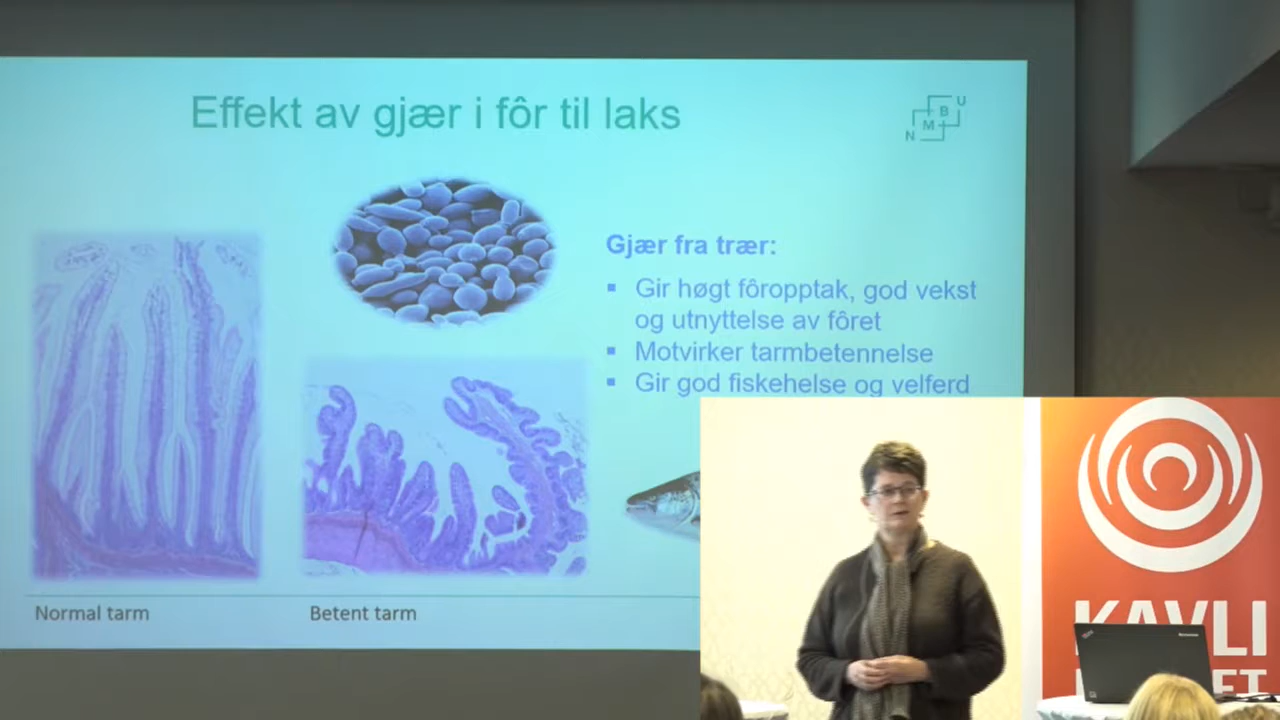 Effekt av gjær i fôr til laks
N M B U
Gjær fra trær:
▪ Gir høgt fôropptak, god vekst
og utnyttelse av fôret
▪ Motvirker tarmbetennelse
▪ Gir god fiskehelse og velferd
Normal tarm
Betent tarm
KAVLI